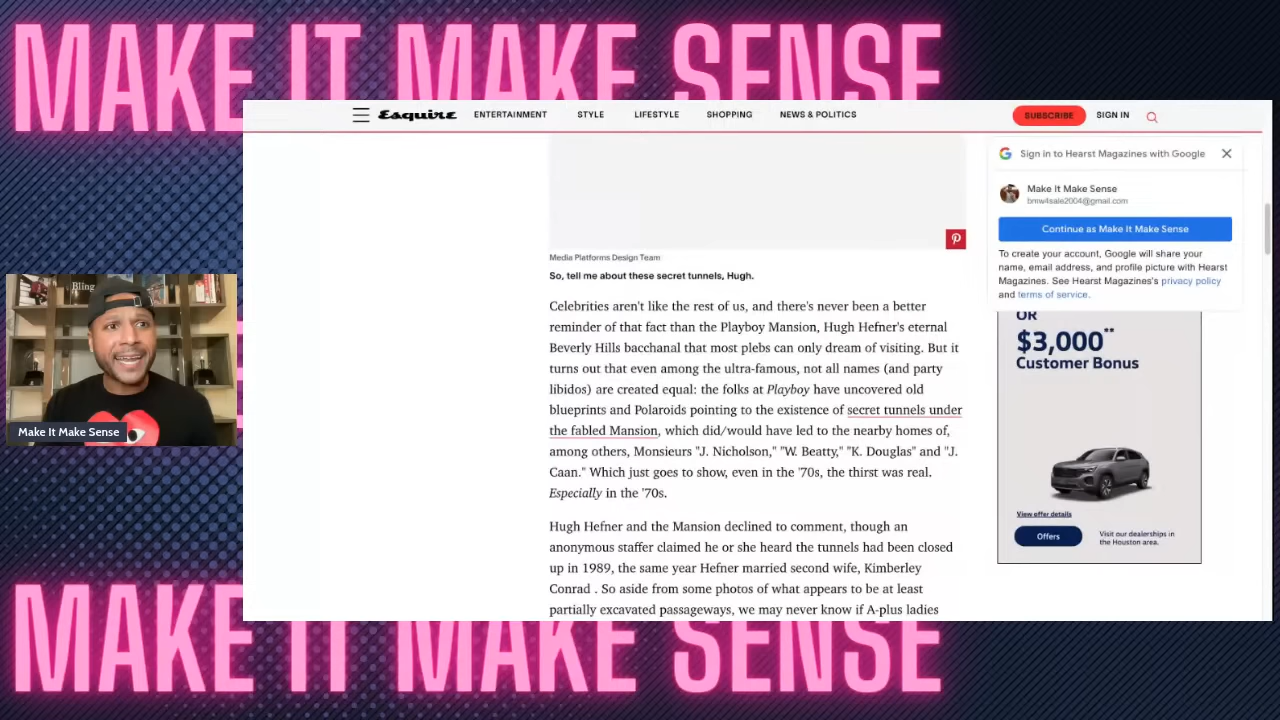 MAKE IT MAKE SENSE
Esquire ENTERTAINMENT STYLE LIFESTYLE SHOPPING NEWS & POLITICS SUBSCRIBE SIGN IN
Media Platforms Design Team
So, tell me about these secret tunnels, Hugh.
Celebrities aren't like the rest of us, and there's never been a better
reminder of that fact than the Playboy Mansion, Hugh Hefner's eternal
Beverly Hills bacchanal that most plebs can only dream of visiting. But it
turns out that even among the ultra-famous, not all names (and party
libidos) are created equal: the folks at Playboy have uncovered old
blueprints and Polaroids pointing to the existence of secret tunnels under
the fabled Mansion, which did/would have led to the nearby homes of,
among others, Monsieurs "J. Nicholson," "W. Beatty," "K. Douglas" and "J.
Caan." Which just goes to show, even in the '70s, the thirst was real.
Especially in the '70s.
Hugh Hefner and the Mansion declined to comment, though an
anonymous staffer claimed he or she heard the tunnels had been closed
up in 1989, the same year Hefner married second wife, Kimberley
Conrad . So aside from some photos of what appears to be at least
partially excavated passageways, we may never know if A-plus ladies
Sign in to Hearst Magazines with Google
Make It Make Sense
bmw4sale2004@gmail.com
Continue as Make It Make Sense
To create your account, Google will share your
name, email address, and profile picture with Hearst
Magazines. See Hearst Magazines's privacy policy
and terms of service.
OR
$3,000**
Customer Bonus
View offer details
Offers
Visit our dealerships in
the Houston area.
Bling
Make It Make Sense
MAKE IT MAKE SENSE